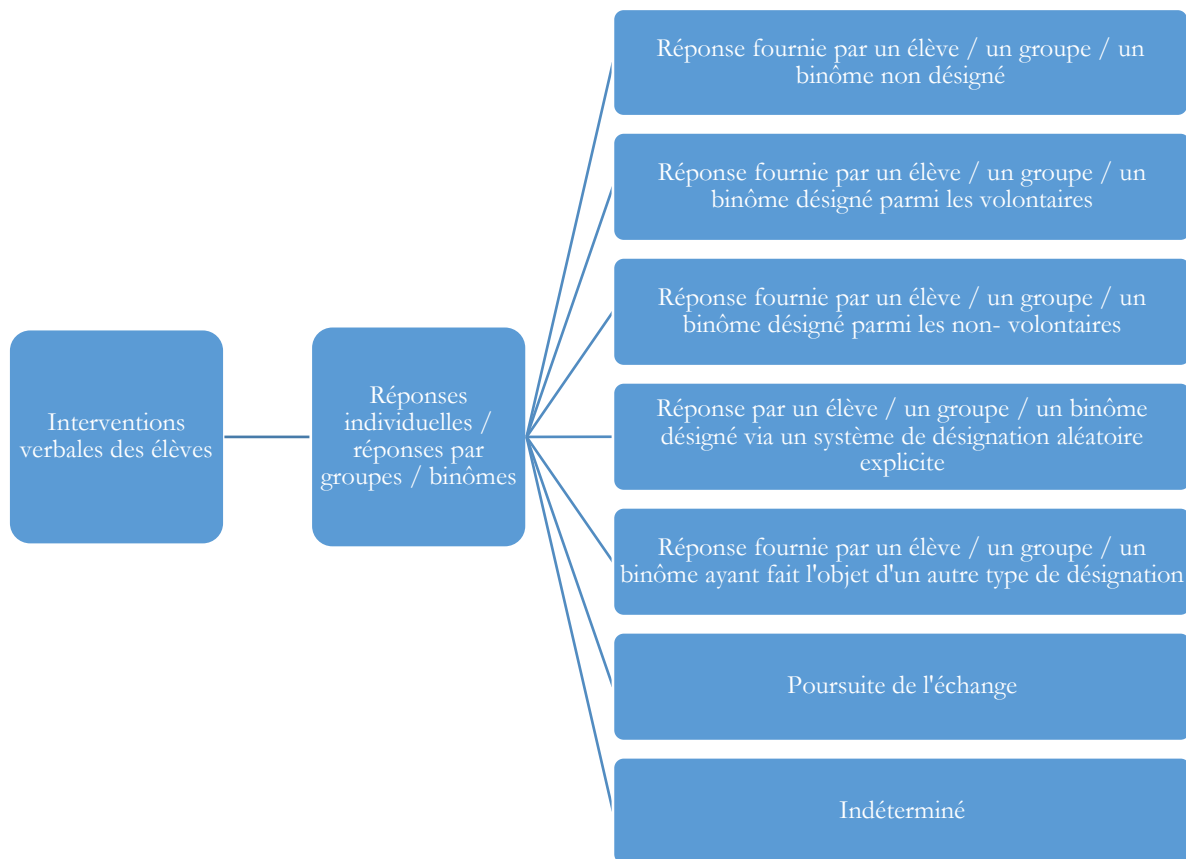 Interventions
verbales des élèves
Réponses
individuelles /
réponses par
groupes / binômes
Réponse fournie par un élève / un groupe / un
binôme non désigné
Réponse fournie par un élève / un groupe / un
binôme désigné parmi les volontaires
Réponse fournie par un élève / un groupe / un
binôme désigné parmi les non- volontaires
Réponse par un élève / un groupe / un binôme
désigné via un système de désignation aléatoire
explicite
Réponse fournie par un élève / un groupe / un
binôme ayant fait l'objet d'un autre type de désignation
Poursuite de l'échange
Indéterminé